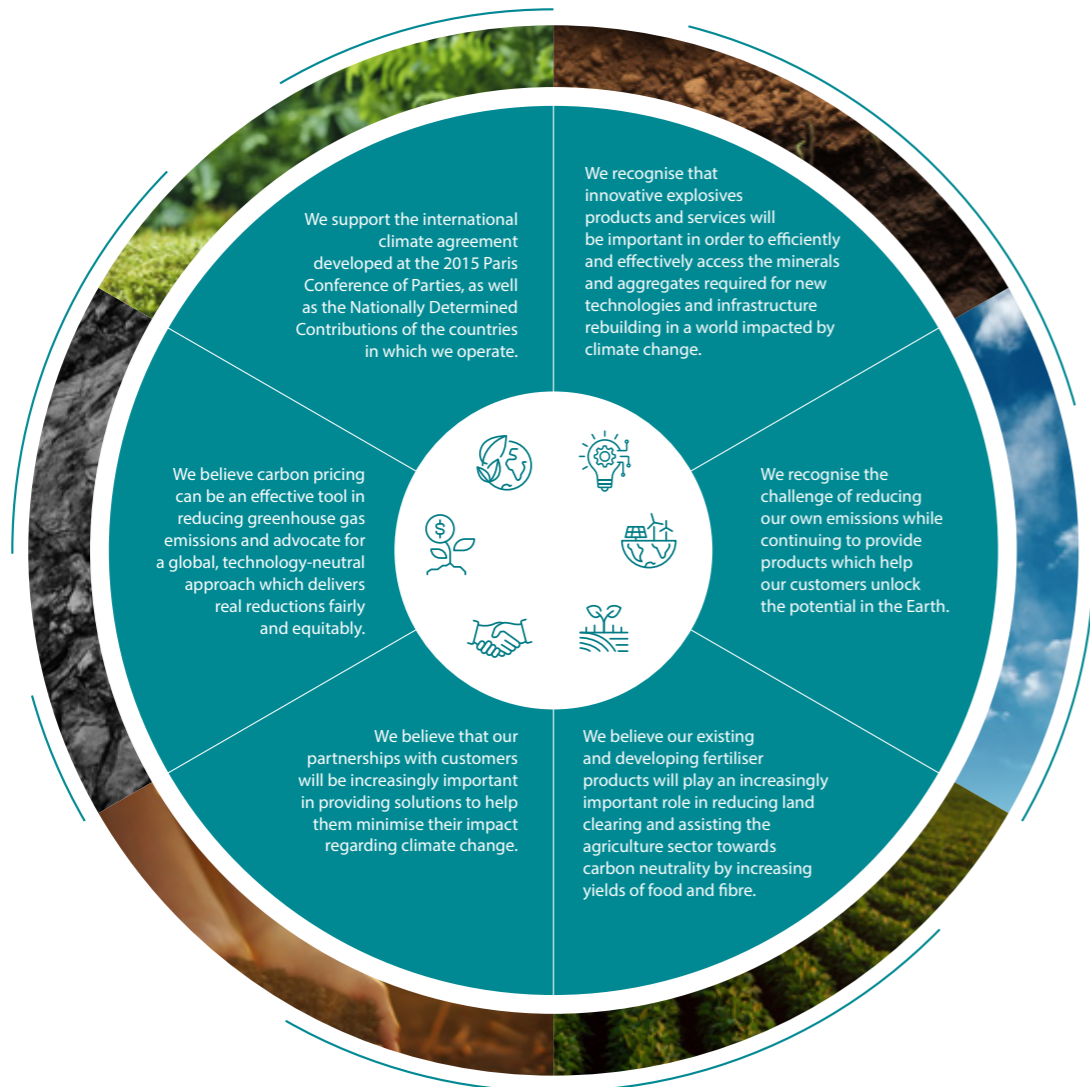 We support the international
climate agreement
developed at the 2015 Paris
Conference of Parties, as well
as the Nationally Determined
Contributions of the countries
in which we operate.
We recognise that
innovative explosives
products and services will
be important in order to efficiently
and effectively access the minerals
and aggregates required for new
technologies and infrastructure
rebuilding in a world impacted by
climate change.
We believe carbon pricing
can be an effective tool in
reducing greenhouse gas
emissions and advocate for
a global, technology-neutral
approach which delivers
real reductions fairly
and equitably.
$
We recognise the
challenge of reducing
our own emissions while
continuing to provide
products which help
our customers unlock
the potential in the Earth.
We believe that our
partnerships with customers
will be increasingly important
in providing solutions to help
them minimise their impact
regarding climate change.
We believe our existing
and developing fertiliser
products will play an increasingly
important role in reducing land
clearing and assisting the
agriculture sector towards
carbon neutrality by increasing
yields of food and fibre.